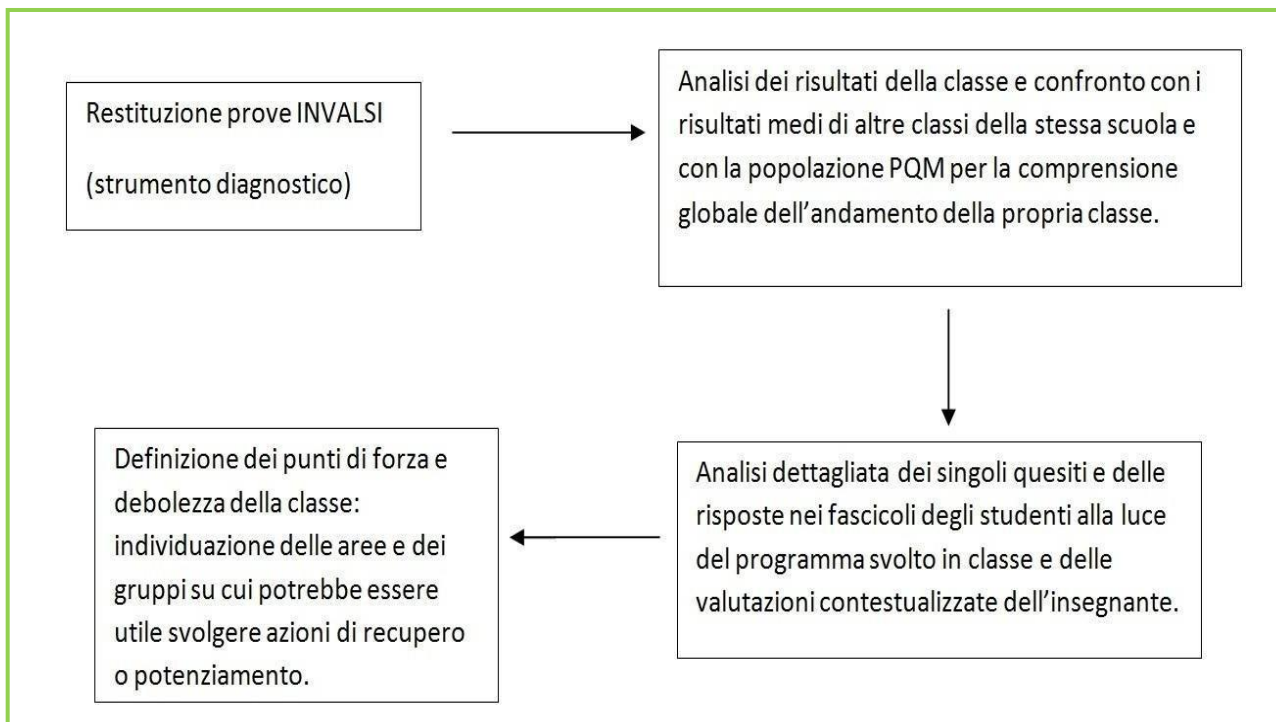 Restituzione prove INVALSI
(strumento diagnostico)
Analisi dei risultati della classe e confronto con i
risultati medi di altre classi della stessa scuola e
con la popolazione PQM per la comprensione
globale dell’andamento della propria classe.
Analisi dettagliata dei singoli quesiti e delle
risposte nei fascicoli degli studenti alla luce
del programma svolto in classe e delle
valutazioni contestualizzate dell’insegnante.
Definizione dei punti di forza e
debolezza della classe:
individuazione delle aree e dei
gruppi su cui potrebbe essere
utile svolgere azioni di recupero
o potenziamento.